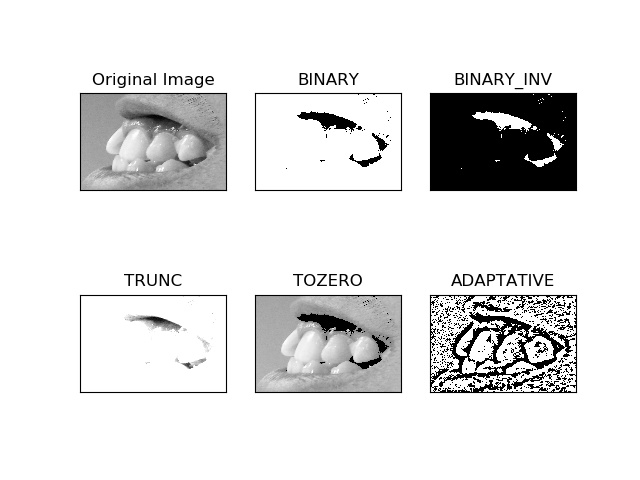 Original Image
BINARY
BINARY_INV
TRUNC
TOZERO
ADAPTATIVE